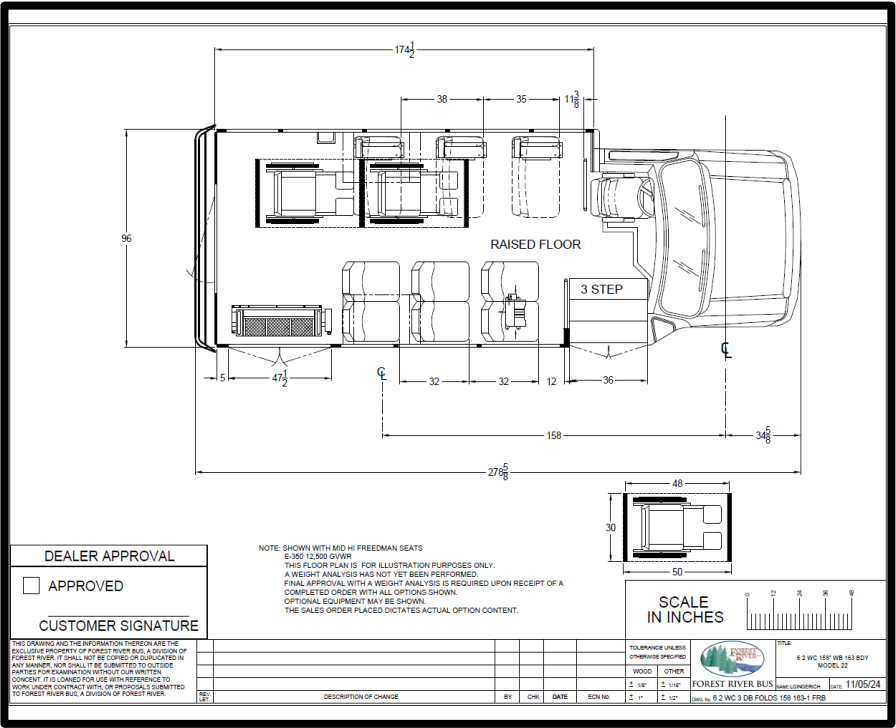 174 1/2
38
35
11 3/8
96
RAISED FLOOR
3 STEP
5
47 1/2
℄
32
32
12
36
℄
158
34 5/8
278 5/8
48
30
50
DEALER APPROVAL
APPROVED
CUSTOMER SIGNATURE
NOTE: SHOWN WITH MID HI FREEDMAN SEATS
E-350 12,500 GVWR
THIS FLOOR PLAN IS FOR ILLUSTRATION PURPOSES ONLY.
A WEIGHT ANALYSIS HAS NOT YET BEEN PERFORMED.
FINAL APPROVAL WITH A WEIGHT ANALYSIS IS REQUIRED UPON RECEIPT OF A
COMPLETED ORDER WITH ALL OPTIONS SHOWN.
OPTIONAL EQUIPMENT MAY BE SHOWN.
THE SALES ORDER PLACED DICTATES ACTUAL OPTION CONTENT.
SCALE
IN INCHES
0 12 24 36 48
THIS DRAWING AND THE INFORMATION THEREON ARE THE
EXCLUSIVE PROPERTY OF FOREST RIVER BUS, A DIVISION OF
FOREST RIVER. IT SHALL NOT BE COPIED OR DUPLICATED IN
ANY MANNER, NOR SHALL IT BE SUBMITTED TO OUTSIDE
PARTIES FOR EXAMINATION WITHOUT OUR WRITTEN
CONSENT. IT IS LOANED FOR USE WITH REFERENCE TO
WORK UNDER CONTRACT WITH, OR PROPOSALS SUBMITTED
TO FOREST RIVER BUS, A DIVISION OF FOREST RIVER.
REV. LET.
DESCRIPTION OF CHANGE
BY
CHK
DATE
ECN No.
TOLERANCE UNLESS
OTHERWISE SPECIFIED
WOOD OTHER
± 1/8" ± 1/16"
± 1" ± 1/2"
FOREST RIVER
FOREST RIVER BUS
TITLE:
6 2 WC 158" WB 163 BDY
MODEL 22
NAME: LGINGERICH
DATE: 11/05/24
DWG. No. 6 2 WC 3 DB FOLDS 158 163-1 FRB